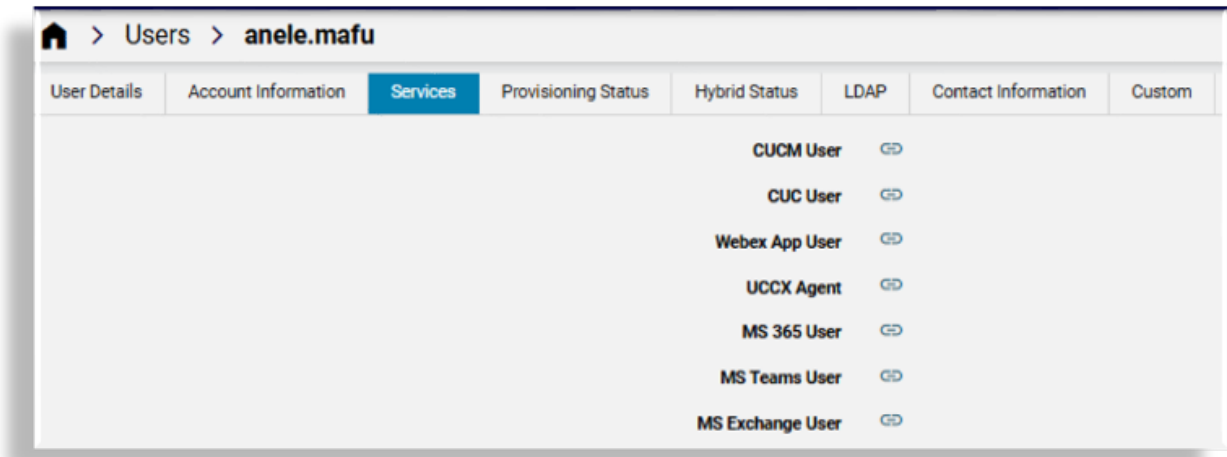 > Users > anele.mafu
User Details Account Information Services Provisioning Status Hybrid Status LDAP Contact Information Custom
CUCM User
CUC User
Webex App User
UCCX Agent
MS 365 User
MS Teams User
MS Exchange User